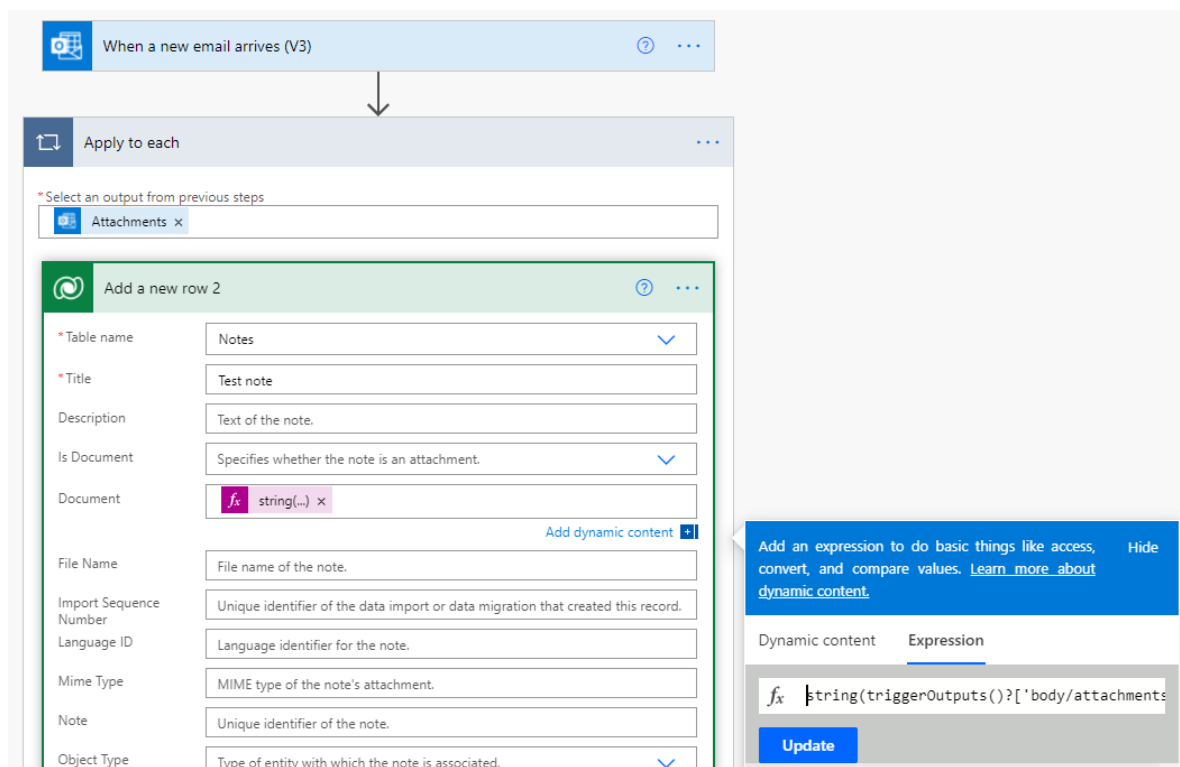 When a new email arrives (V3)
Apply to each
* Select an output from previous steps
Attachments ×
Add a new row 2
* Table name
Notes
* Title
Test note
Description
Text of the note.
Is Document
Specifies whether the note is an attachment.
Document
fx string(...) ×
Add dynamic content +
File Name
File name of the note.
Import Sequence
Number
Unique identifier of the data import or data migration that created this record.
Language ID
Language identifier for the note.
Mime Type
MIME type of the note's attachment.
Note
Unique identifier of the note.
Object Type
Type of entity with which the note is associated.
Add an expression to do basic things like access,
convert, and compare values. Learn more about
dynamic content.
Hide
Dynamic content
Expression
fx string(triggerOutputs()?['body/attachments
Update